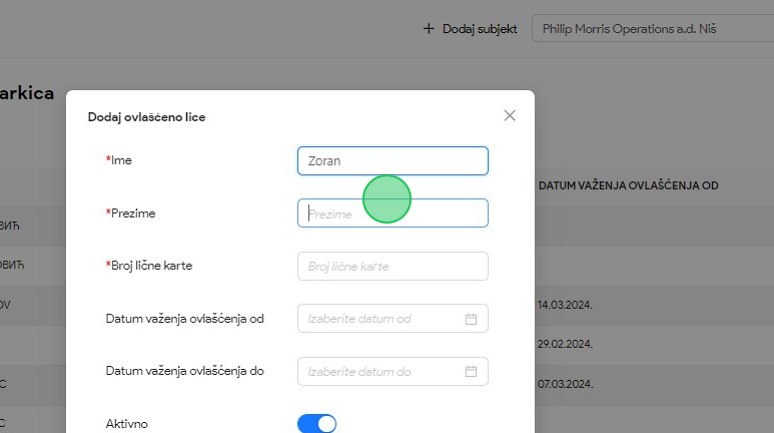 + Dodaj subjekt
Philip Morris Operations a.d. Niš
arkica
Dodaj ovlašćeno lice
*Ime
Zoran
DATUM VAŽENJA OVLAŠĆENJA OD
*Prezime
Prezime
ВИЋ
*Broj lične karte
Broj lične karte
ОВИЋ
Datum važenja ovlašćenja od
Izaberite datum od
OV
14.03.2024.
29.02.2024.
Datum važenja ovlašćenja do
Izaberite datum do
C
07.03.2024.
Aktivno
C